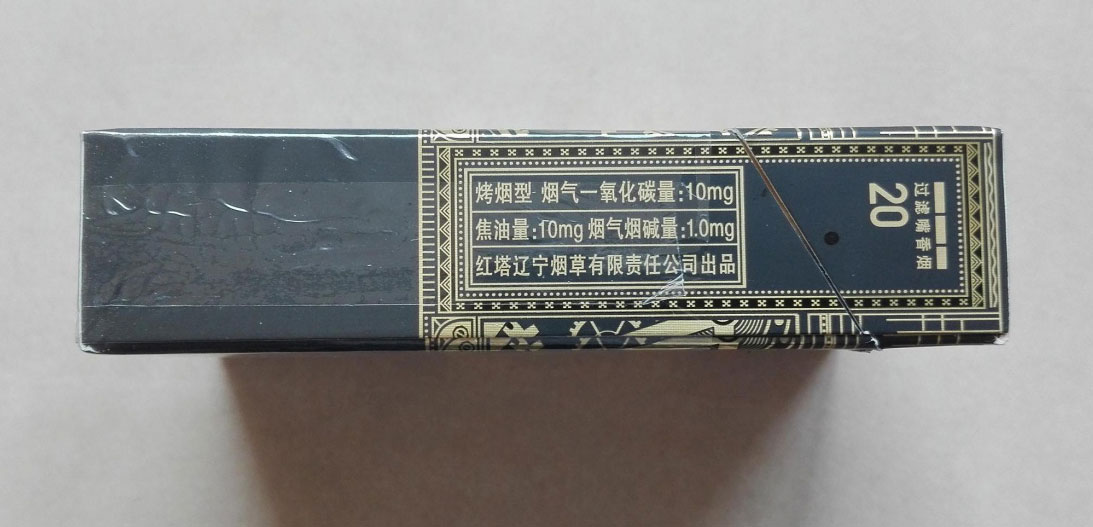 烤烟型 烟气一氧化碳量:10mg
焦油量:10mg 烟气烟碱量:1.0mg
红塔辽宁烟草有限责任公司出品
20
过滤嘴香烟